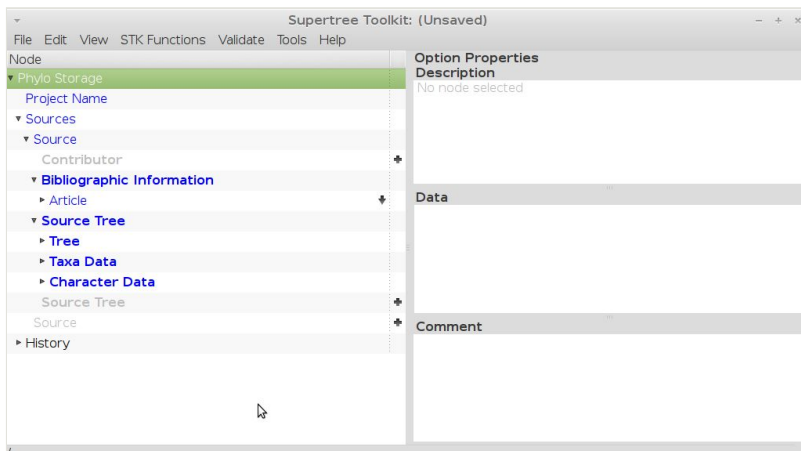 Supertree Toolkit: (Unsaved)
File Edit View STK Functions Validate Tools Help
Node
Phylo Storage
Project Name
Sources
Source
Contributor
Bibliographic Information
Article
Source Tree
Tree
Taxa Data
Character Data
Source Tree
Source
History
Option Properties
Description
No node selected
Data
Comment